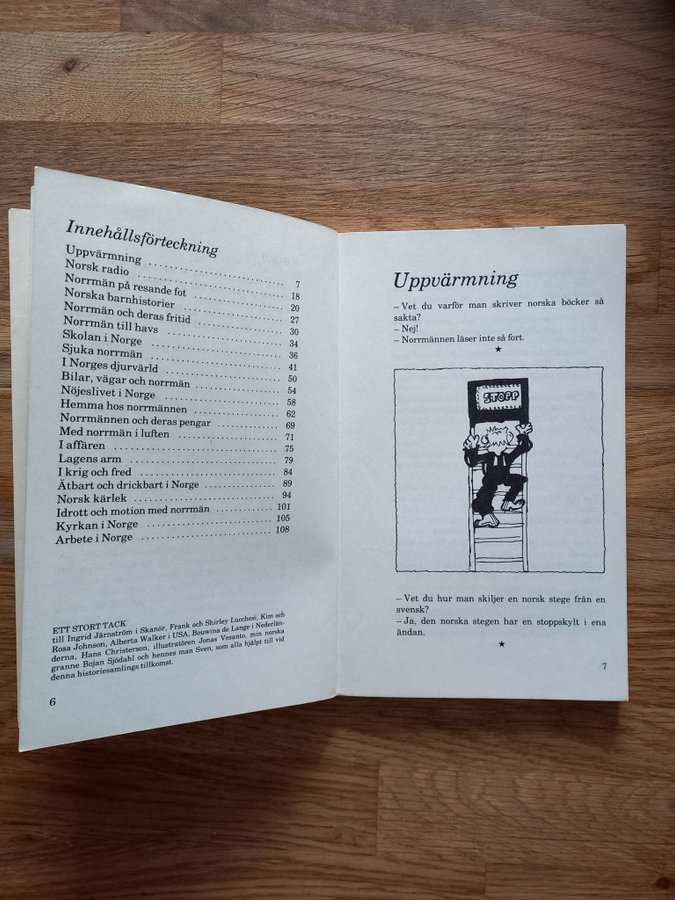 Innehållsförteckning
Uppvärmning ........................ 7
Norsk radio ........................ 18
Norrmän på resande fot ........................ 20
Norska barnhistorier ........................ 27
Norrmän och deras fritid ........................ 30
Norrmän till havs ........................ 34
Skolan i Norge ........................ 36
Sjuka norrmän ........................ 41
I Norges djurvärld ........................ 50
Bilar, vägar och norrmän ........................ 54
Nöjeslivet i Norge ........................ 58
Hemma hos norrmännen ........................ 62
Norrmännen och deras pengar ........................ 69
Med norrmän i luften ........................ 71
I affären ........................ 75
Lagens arm ........................ 79
I krig och fred ........................ 84
Ätbart och drickbart i Norge ........................ 89
Norsk kärlek ........................ 94
Idrott och motion med norrmän ........................ 101
Kyrkan i Norge ........................ 105
Arbete i Norge ........................ 108
ETT STORT TACK
till Ingrid Järnström i Skanör. Frank och Shirley Lucchesi, Kim och
Rosa Johnson, Alberta Walker i USA, Bouwina de Lange i Nederlän-
derna, Hans Christerson, illustratören Jonas Vesanto, min norska
granne Bojan Sjödahl och hennes man Sven, som alla hjälpt till vid
denna historiesamlings tillkomst.
6
Uppvärmning
– Vet du varför man skriver norska böcker så
sakta?
– Nej!
– Norrmännen läser inte så fort.
★
STOPP
– Vet du hur man skiljer en norsk stege från en
svensk?
– Ja, den norska stegen har en stoppskylt i ena
ändan.
★
7